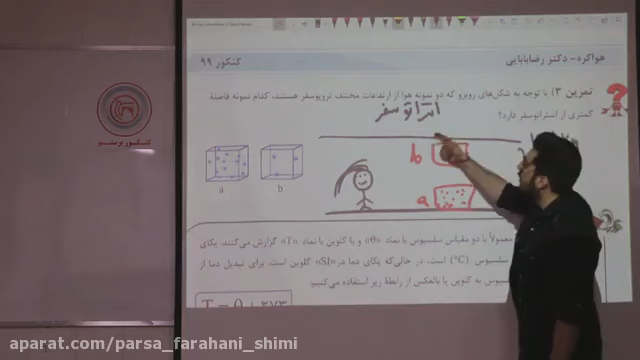 هواکره - دکتر رضابابایی
کنکور ۹۹
تمرین ۳) با توجه به شکل‌های روبرو که دو نمونه هوا از ارتفاعات مختلف تروپوسفر هستند، کدام نمونه فاصلهٔ
کمتری از استراتوسفر دارد؟
استراتوسفر
b
a
a
b
معمولاً با دو مقیاس سلسیوس با نماد «θ» و یا کلوین با نماد «T» گزارش می‌کنند. یکای
سلسیوس (°C) است، در حالی‌که یکای دما در «SI» کلوین است. برای تبدیل دما از
به کلوین یا بالعکس از رابطهٔ زیر استفاده می‌کنیم:
T = θ + ۲۷۳
aparat.com/parsa_farahani_shimi